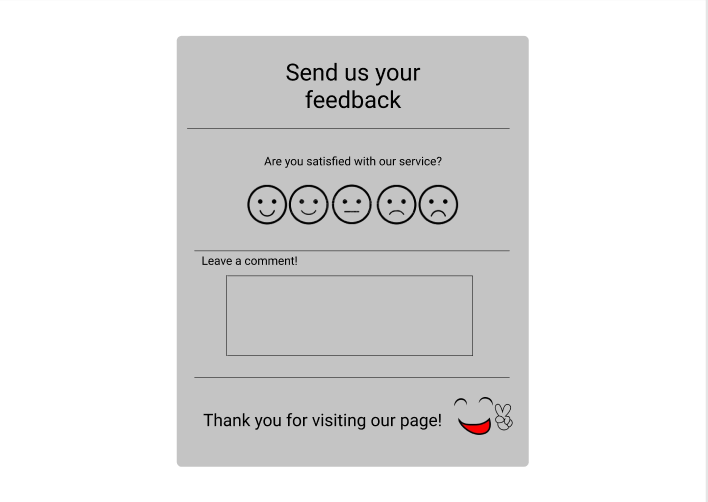 Send us your
feedback
Are you satisfied with our service?
Leave a comment!
Thank you for visiting our page!